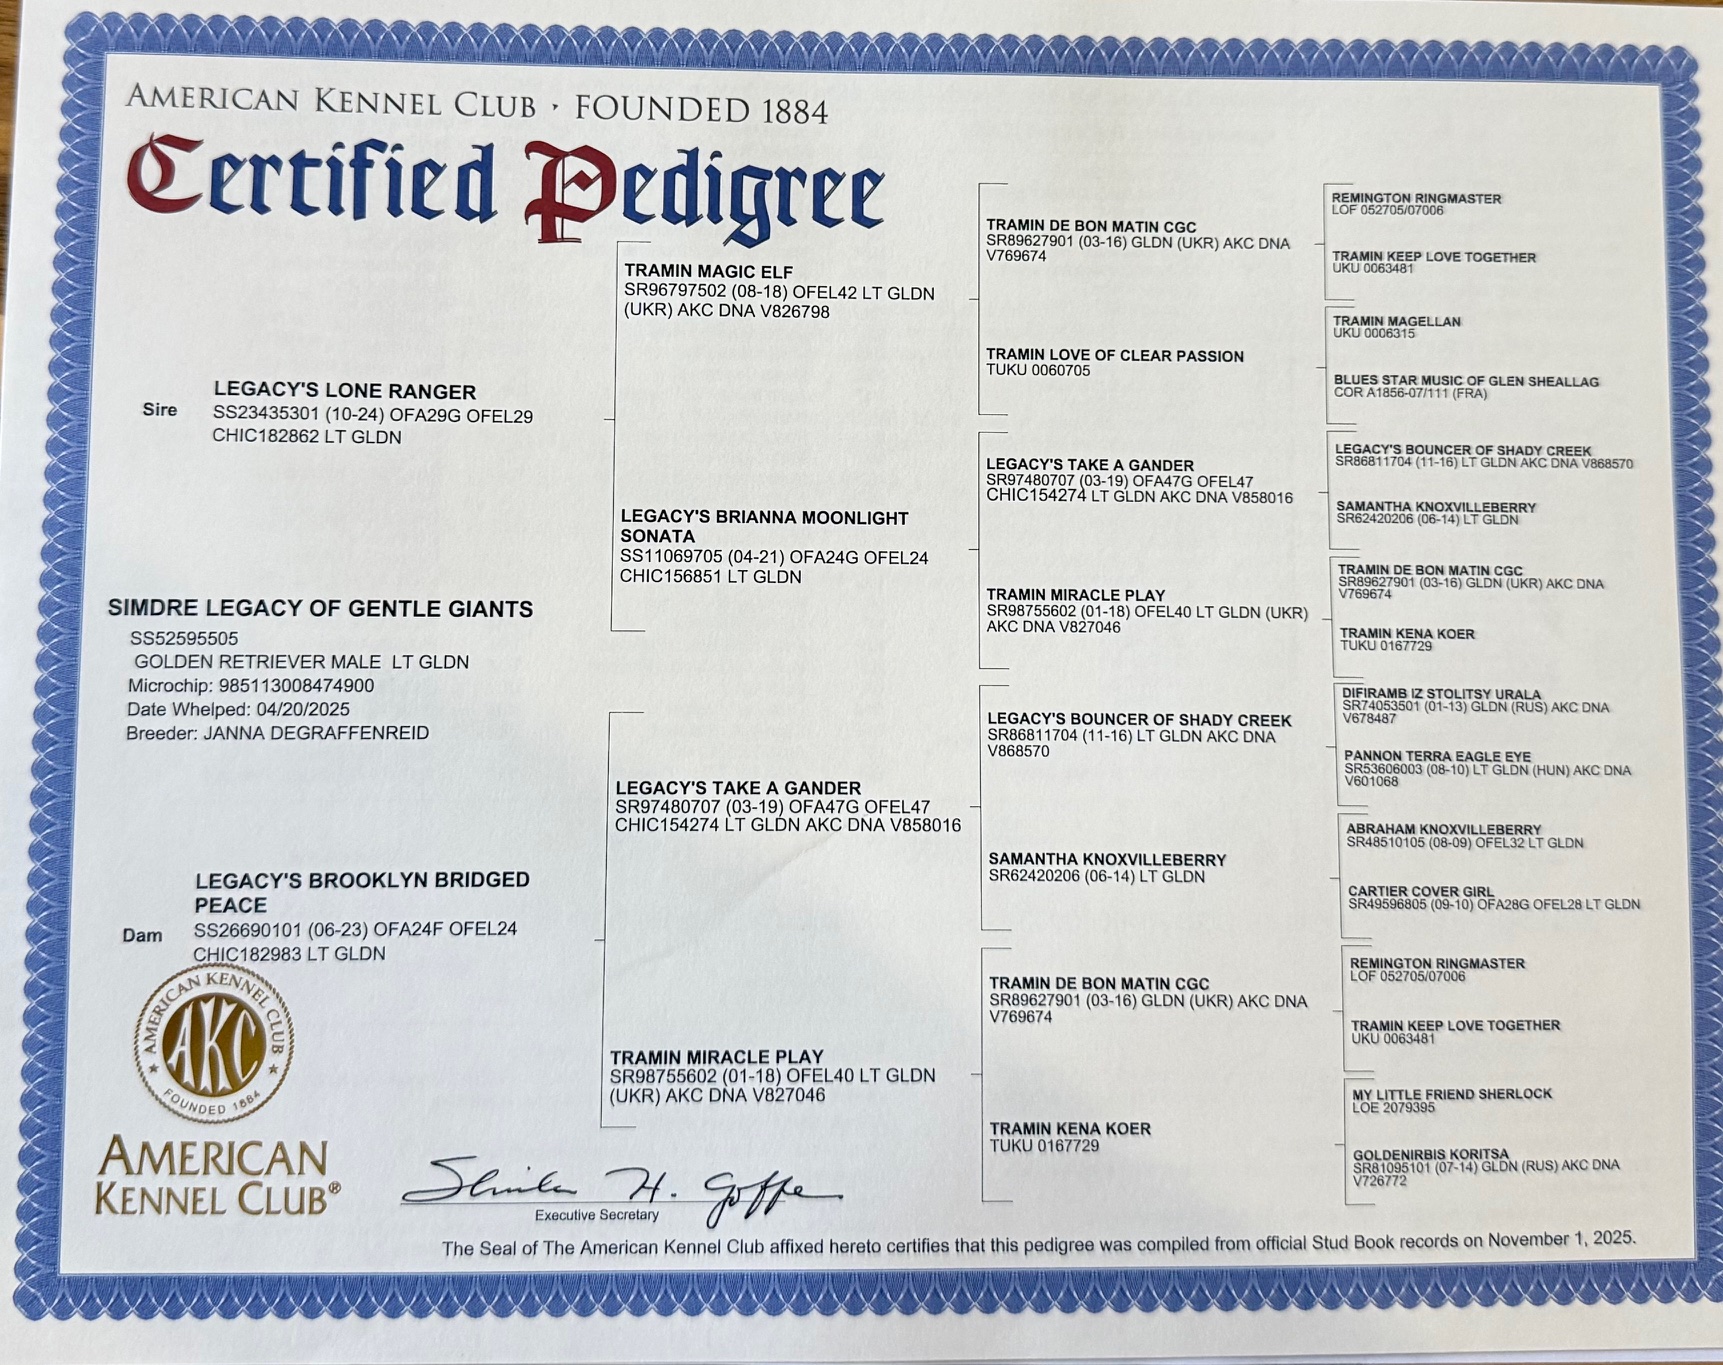 AMERICAN KENNEL CLUB · FOUNDED 1884
Certified Pedigree
Sire
LEGACY'S LONE RANGER
SS23435301 (10-24) OFA29G OFEL29
CHIC182862 LT GLDN
SIMDRE LEGACY OF GENTLE GIANTS
SS52595505
GOLDEN RETRIEVER MALE LT GLDN
Microchip: 985113008474900
Date Whelped: 04/20/2025
Breeder: JANNA DEGRAFFENREID
Dam
LEGACY'S BROOKLYN BRIDGED
PEACE
SS26690101 (06-23) OFA24F OFEL24
CHIC182983 LT GLDN
TRAMIN MAGIC ELF
SR96797502 (08-18) OFEL42 LT GLDN
(UKR) AKC DNA V826798
LEGACY'S BRIANNA MOONLIGHT
SONATA
SS11069705 (04-21) OFA24G OFEL24
CHIC156851 LT GLDN
LEGACY'S TAKE A GANDER
SR97480707 (03-19) OFA47G OFEL47
CHIC154274 LT GLDN AKC DNA V858016
TRAMIN MIRACLE PLAY
SR98755602 (01-18) OFEL40 LT GLDN
(UKR) AKC DNA V827046
TRAMIN DE BON MATIN CGC
SR89627901 (03-16) GLDN (UKR) AKC DNA
V769674
TRAMIN LOVE OF CLEAR PASSION
TUKU 0060705
LEGACY'S TAKE A GANDER
SR97480707 (03-19) OFA47G OFEL47
CHIC154274 LT GLDN AKC DNA V858016
TRAMIN MIRACLE PLAY
SR98755602 (01-18) OFEL40 LT GLDN (UKR)
AKC DNA V827046
LEGACY'S BOUNCER OF SHADY CREEK
SR86811704 (11-16) LT GLDN AKC DNA
V868570
SAMANTHA KNOXVILLEBERRY
SR62420206 (06-14) LT GLDN
TRAMIN DE BON MATIN CGC
SR89627901 (03-16) GLDN (UKR) AKC DNA
V769674
TRAMIN KENA KOER
TUKU 0167729
REMINGTON RINGMASTER
LOF 052705/07006
TRAMIN KEEP LOVE TOGETHER
UKU 0063481
TRAMIN MAGELLAN
UKU 0006315
BLUES STAR MUSIC OF GLEN SHEALLAG
COR A1856-07/111 (FRA)
LEGACY'S BOUNCER OF SHADY CREEK
SR86811704 (11-16) LT GLDN AKC DNA V868570
SAMANTHA KNOXVILLEBERRY
SR62420206 (06-14) LT GLDN
TRAMIN DE BON MATIN CGC
SR89627901 (03-16) GLDN (UKR) AKC DNA
V769674
TRAMIN KENA KOER
TUKU 0167729
DIFIRAMB IZ STOLITSY URALA
SR74053501 (01-13) GLDN (RUS) AKC DNA
V678487
PANNON TERRA EAGLE EYE
SR53606003 (08-10) LT GLDN (HUN) AKC DNA
V601068
ABRAHAM KNOXVILLEBERRY
SR48510105 (08-09) OFEL32 LT GLDN
CARTIER COVER GIRL
SR49596805 (09-10) OFA28G OFEL28 LT GLDN
REMINGTON RINGMASTER
LOF 052705/07006
TRAMIN KEEP LOVE TOGETHER
UKU 0063481
MY LITTLE FRIEND SHERLOCK
LOE 2079395
GOLDENIRBIS KORITSA
SR81095101 (07-14) GLDN (RUS) AKC DNA
V726772
AMERICAN KENNEL CLUB
AKC
FOUNDED 1884
AMERICAN
KENNEL CLUB®
Executive Secretary
The Seal of The American Kennel Club affixed hereto certifies that this pedigree was compiled from official Stud Book records on November 1, 2025.